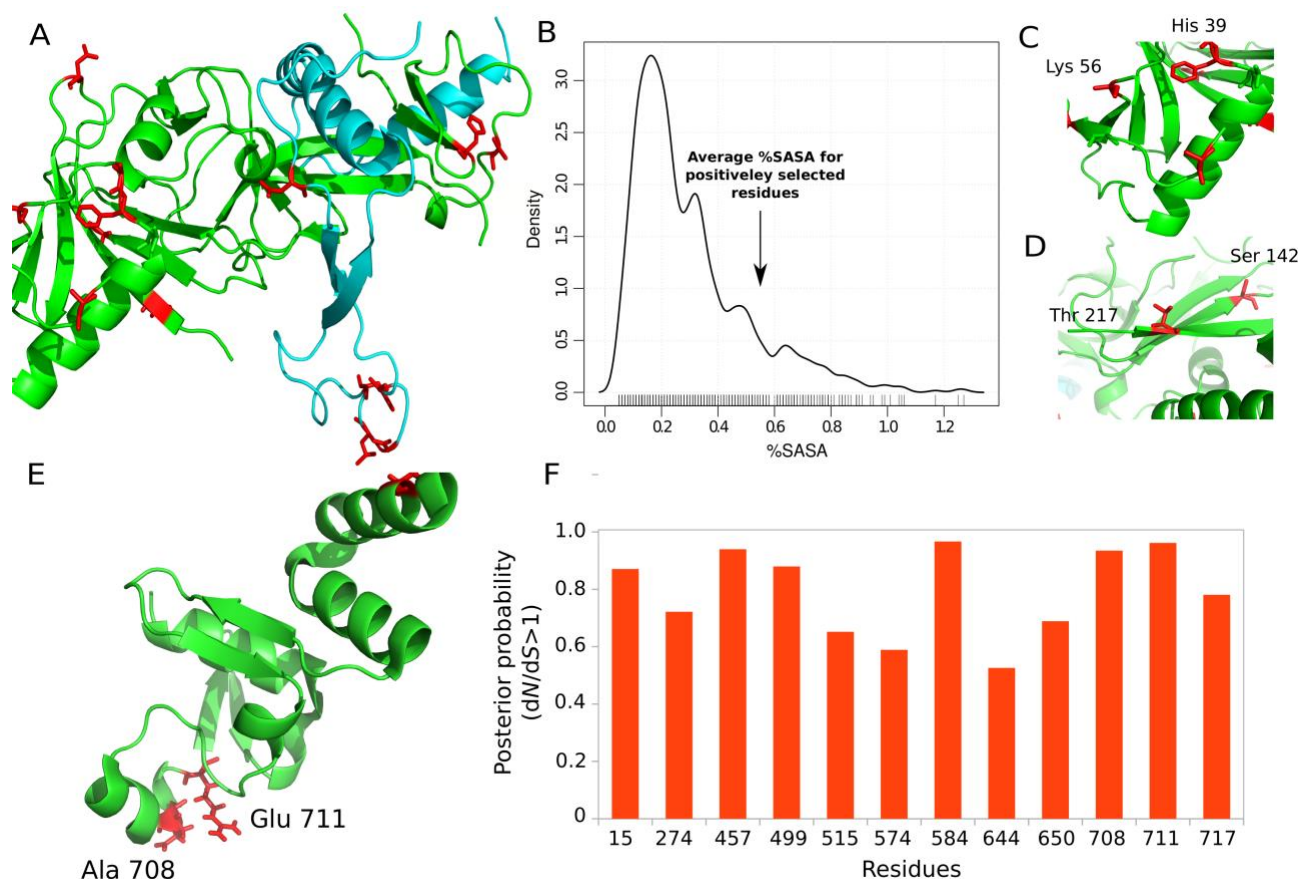 A
B
3.0
2.5
2.0
1.5
1.0
0.5
0.0
Density
Average %SASA for
positiveley selected
residues
0.0 0.2 0.4 0.6 0.8 1.0 1.2
%SASA
C
His 39
Lys 56
D
Ser 142
Thr 217
E
Glu 711
Ala 708
F
1.0
0.8
0.6
0.4
0.2
0
Posterior probability
(dN/dS>1)
15 274 457 499 515 574 584 644 650 708 711 717
Residues